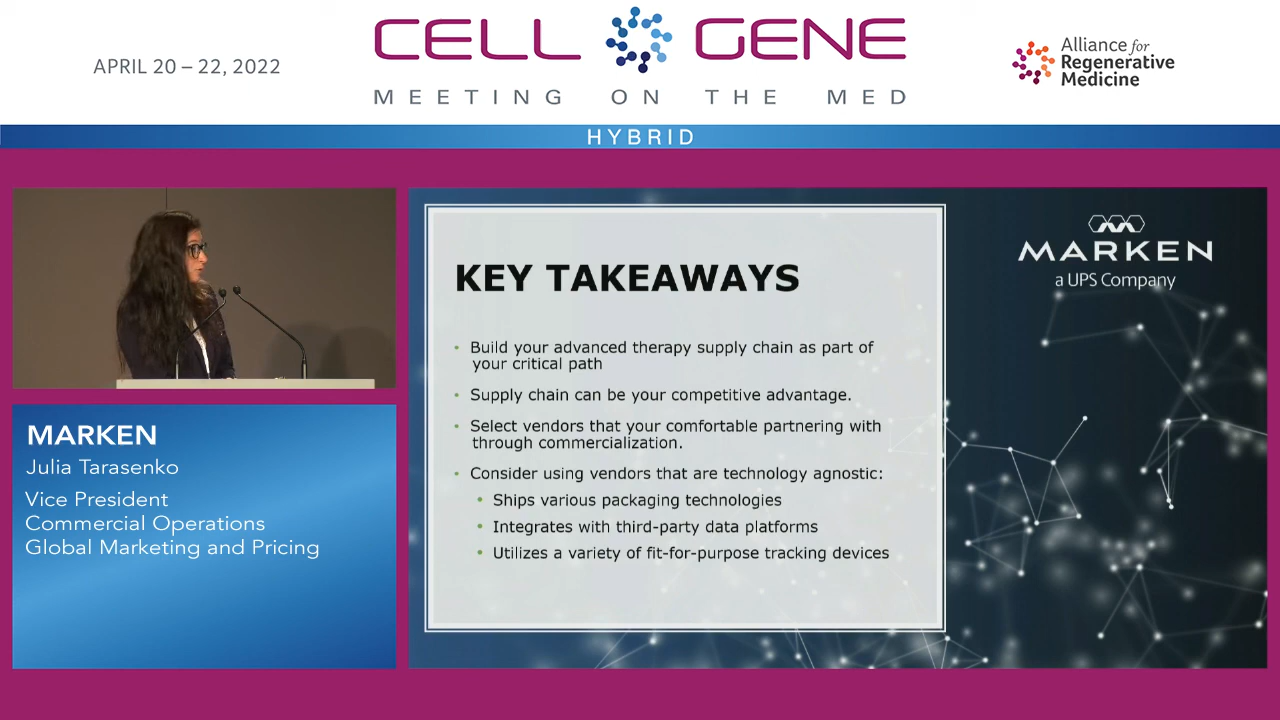 APRIL 20 – 22, 2022
CELL GENE
MEETING ON THE MED
Alliance for
Regenerative
Medicine
HYBRID
MARKEN
Julia Tarasenko
Vice President
Commercial Operations
Global Marketing and Pricing
KEY TAKEAWAYS
• Build your advanced therapy supply chain as part of
your critical path
• Supply chain can be your competitive advantage.
• Select vendors that your comfortable partnering with
through commercialization.
• Consider using vendors that are technology agnostic:
• Ships various packaging technologies
• Integrates with third-party data platforms
• Utilizes a variety of fit-for-purpose tracking devices
MARKEN
a UPS Company